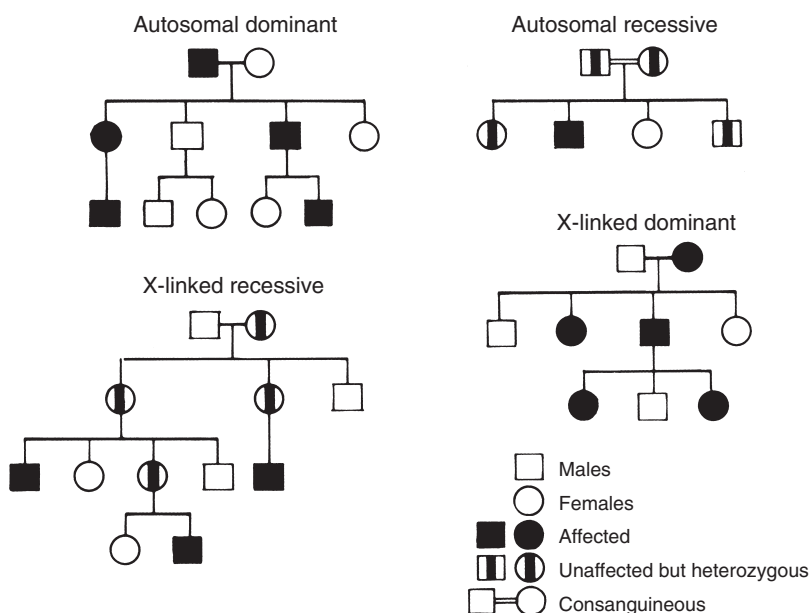 Autosomal dominant
Autosomal recessive
X-linked dominant
X-linked recessive
Males
Females
Affected
Unaffected but heterozygous
Consanguineous